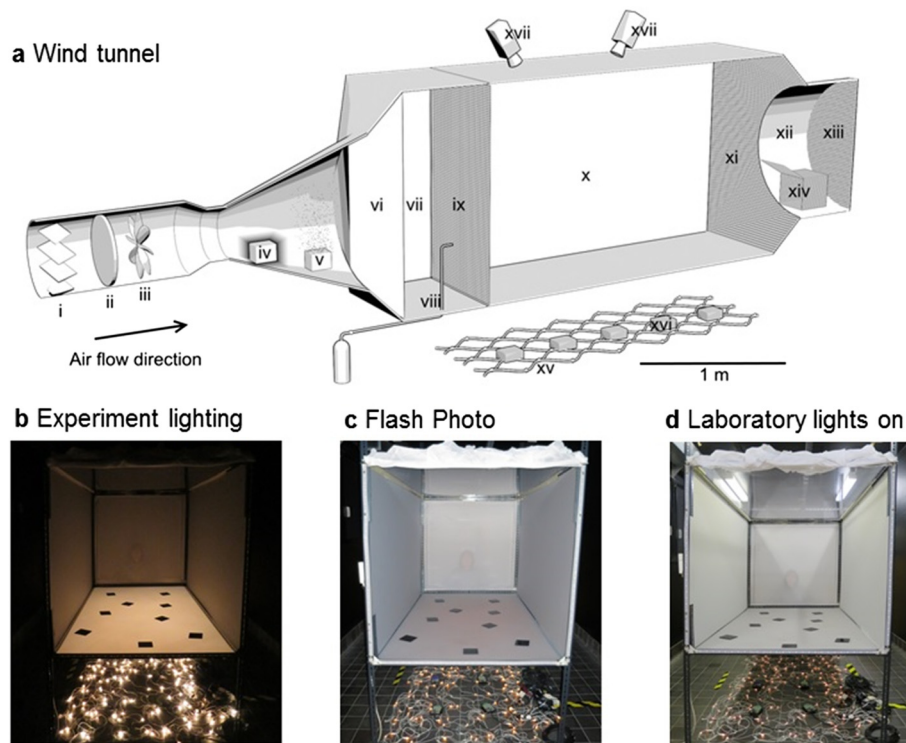 a Wind tunnel
xvii
xvii
xii
xiii
xi
x
xiv
vi
vii
ix
iv
v
i
ii
iii
viii
Air flow direction
xvi
xv
1 m
b Experiment lighting
c Flash Photo
d Laboratory lights on